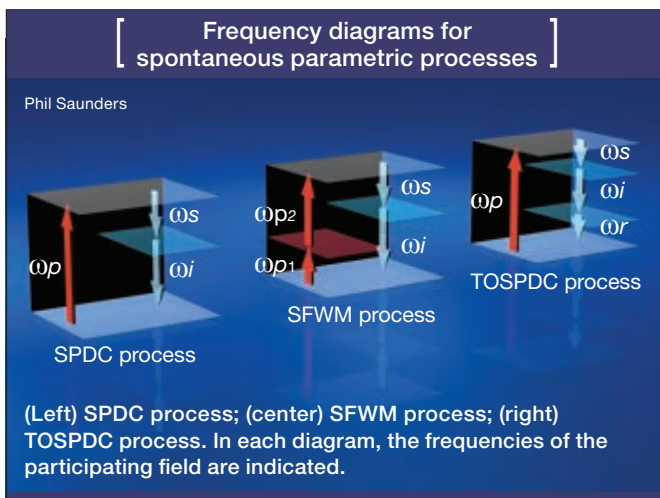 [ Frequency diagrams for
spontaneous parametric processes ]
Phil Saunders
ωp
ωs
ωi
SPDC process
ωp2
ωp1
ωs
ωi
SFWM process
ωp
ωs
ωi
ωr
TOSPDC process
(Left) SPDC process; (center) SFWM process; (right)
TOSPDC process. In each diagram, the frequencies of the
participating field are indicated.